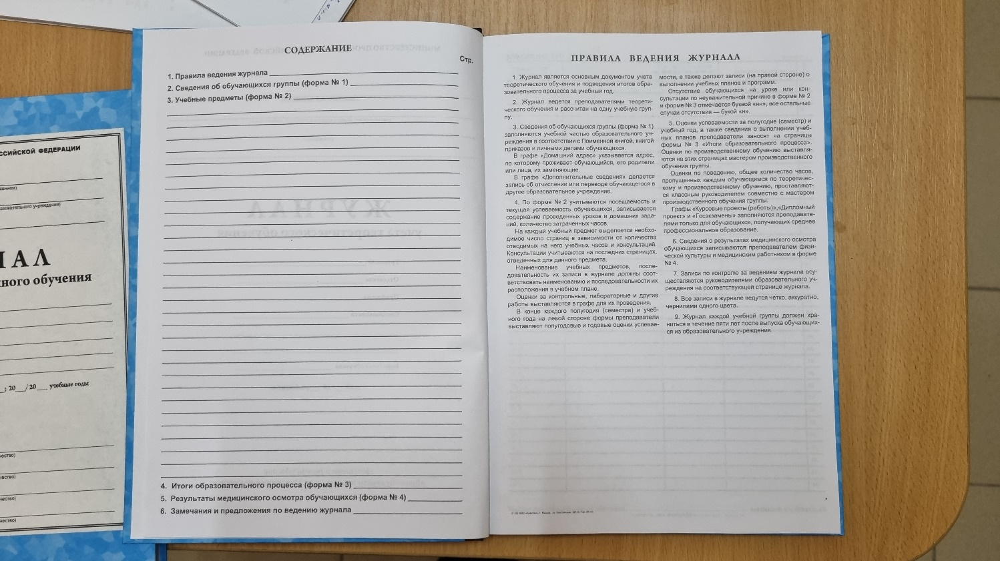 ССИЙСКОЙ ФЕДЕРАЦИИ
азовательного учреждения)
НАЛ
нного обучения
; 20__/ 20__ учебные годы
чество)
чество)
чество)
чество)
СОДЕРЖАНИЕ
Стр.
1. Правила ведения журнала
2. Сведения об обучающихся группы (форма № 1)
3. Учебные предметы (форма № 2)
4. Итоги образовательного процесса (форма № 3)
5. Результаты медицинского осмотра обучающихся (форма № 4)
6. Замечания и предложения по ведению журнала
ПРАВИЛА ВЕДЕНИЯ ЖУРНАЛА
1. Журнал является основным документом учета
теоретического обучения и подведения итогов обра-
зовательного процесса за учебный год.
2. Журнал ведется преподавателями теорети-
ческого обучения и рассчитан на одну учебную груп-
пу.
3. Сведения об обучающихся группы (форма № 1)
заполняются учебной частью образовательного уч-
реждения в соответствии с Поименной книгой, книгой
приказов и личными делами обучающихся.
В графе «Домашний адрес» указывается адрес,
по которому проживает обучающийся, его родители
или лица, их заменяющие.
В графе «Дополнительные сведения» делается
запись об отчислении или переводе обучающегося в
другое образовательное учреждение.
4. По форме № 2 учитываются посещаемость и
текущая успеваемость обучающихся, записывается
содержание проведенных уроков и домашних зада-
ний, количество затраченных часов.
На каждый учебный предмет выделяется необхо-
димое число страниц в зависимости от количества
отводимых на него учебных часов и консультаций.
Консультации учитываются на последних страницах,
отведенных для данного предмета.
Наименование учебных предметов, после-
довательность их записи в журнале должны соот-
ветствовать наименованию и последовательности их
расположения в учебном плане.
Оценки за контрольные, лабораторные и другие
работы выставляются в графе для их проведения.
В конце каждого полугодия (семестра) и учеб-
ного года на левой стороне формы преподаватели
выставляют полугодовые и годовые оценки успевае-
мости, а также делают записи (на правой стороне) о
выполнении учебных планов и программ.
Отсутствие обучающихся на уроке или кон-
сультации по неуважительной причине в форме № 2
и форме № 3 отмечается буквой «нн», все остальные
случаи отсутствия — букой «н».
5. Оценки успеваемости за полугодие (семестр) и
учебный год, а также сведения о выполнении учеб-
ных планов преподаватели заносят на страницы
формы № 3 «Итоги образовательного процесса».
Оценки по производственному обучению выставля-
ются на этих страницах мастером производственного
обучения группы.
Оценки по поведению, общее количество часов,
пропущенных каждым обучающимся по теоретичес-
кому и производственному обучению, проставляют-
ся классным руководителем совместно с мастером
производственного обучения группы.
Графы «Курсовые проекты (работы)»,«Дипломный
проект» и «Госэкзамены» заполняются преподавате-
лями только для обучающихся, получающих среднее
профессиональное образование.
6. Сведения о результатах медицинского осмотра
обучающихся записываются преподавателем физи-
ческой культуры и медицинским работником в форме
№ 4.
7. Записи по контролю за ведением журнала осу-
ществляются руководителями образовательного уч-
реждения на соответствующей странице журнала.
8. Все записи в журнале ведутся четко, аккуратно,
чернилами одного цвета.
9. Журнал каждой учебной группы должен хра-
ниться в течение пяти лет после выпуска обучающих-
ся из образовательного учреждения.